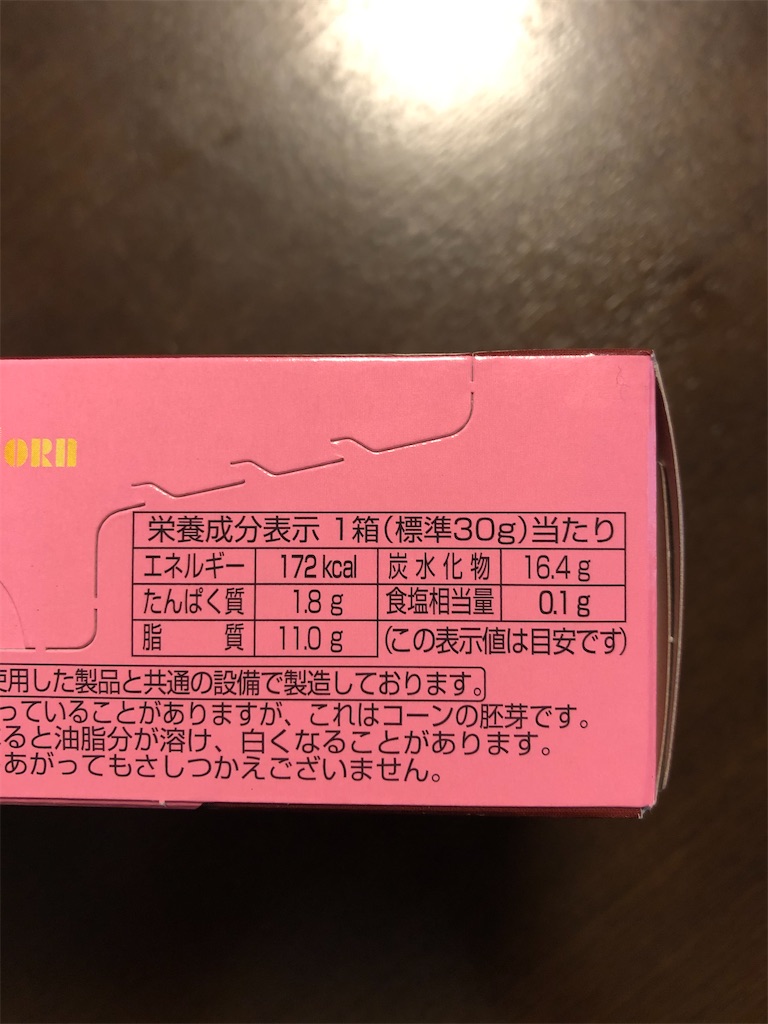 orn
栄養成分表示 1箱(標準30g)当たり
エネルギー 172kcal 炭水化物 16.4g
たんぱく質 1.8g 食塩相当量 0.1g
脂質 11.0g (この表示値は目安です)
使用した製品と共通の設備で製造しております。
っていることがありますが、これはコーンの胚芽です。
ると油脂分が溶け、白くなることがあります。
あがってもさしつかえございません。